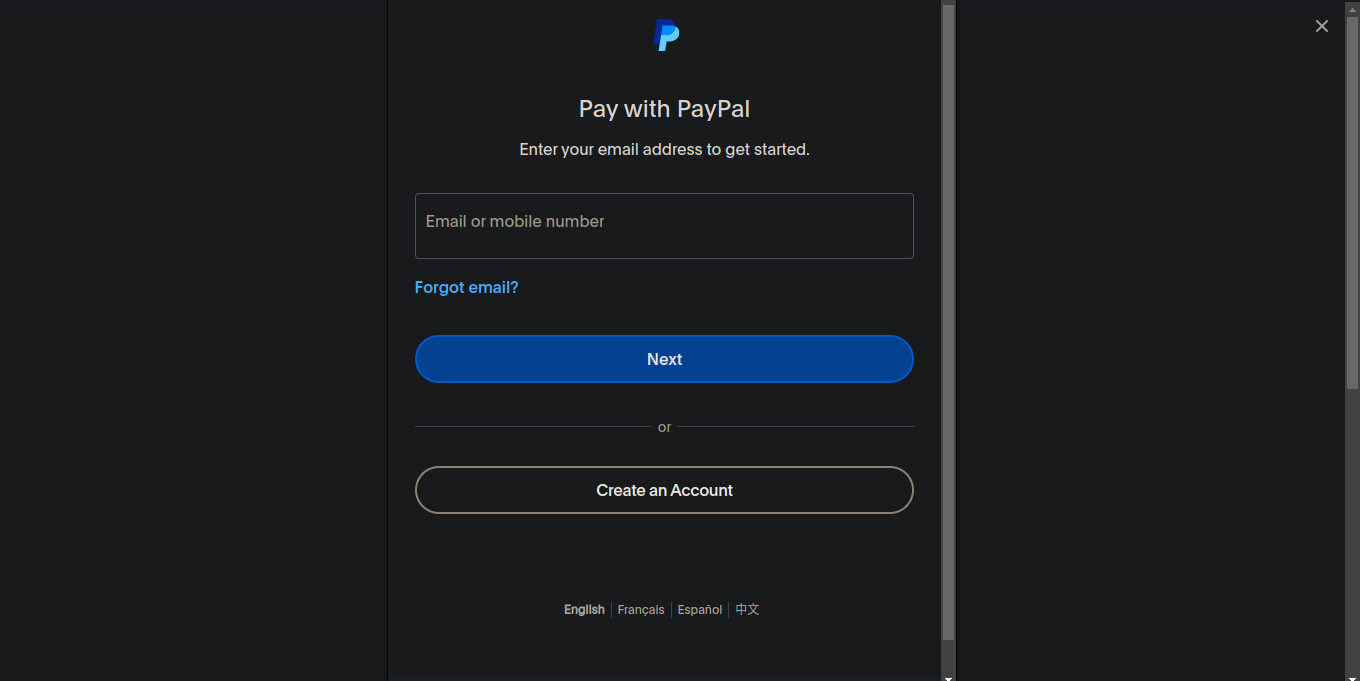 Pay with PayPal
Enter your email address to get started.
Email or mobile number
Forgot email?
Next
or
Create an Account
English Français Español 中文